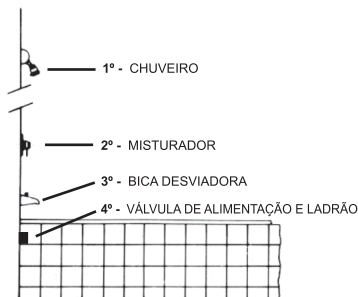 1º - CHUVEIRO
2º - MISTURADOR
3º - BICA DESVIADORA
4º - VÁLVULA DE ALIMENTAÇÃO E LADRÃO